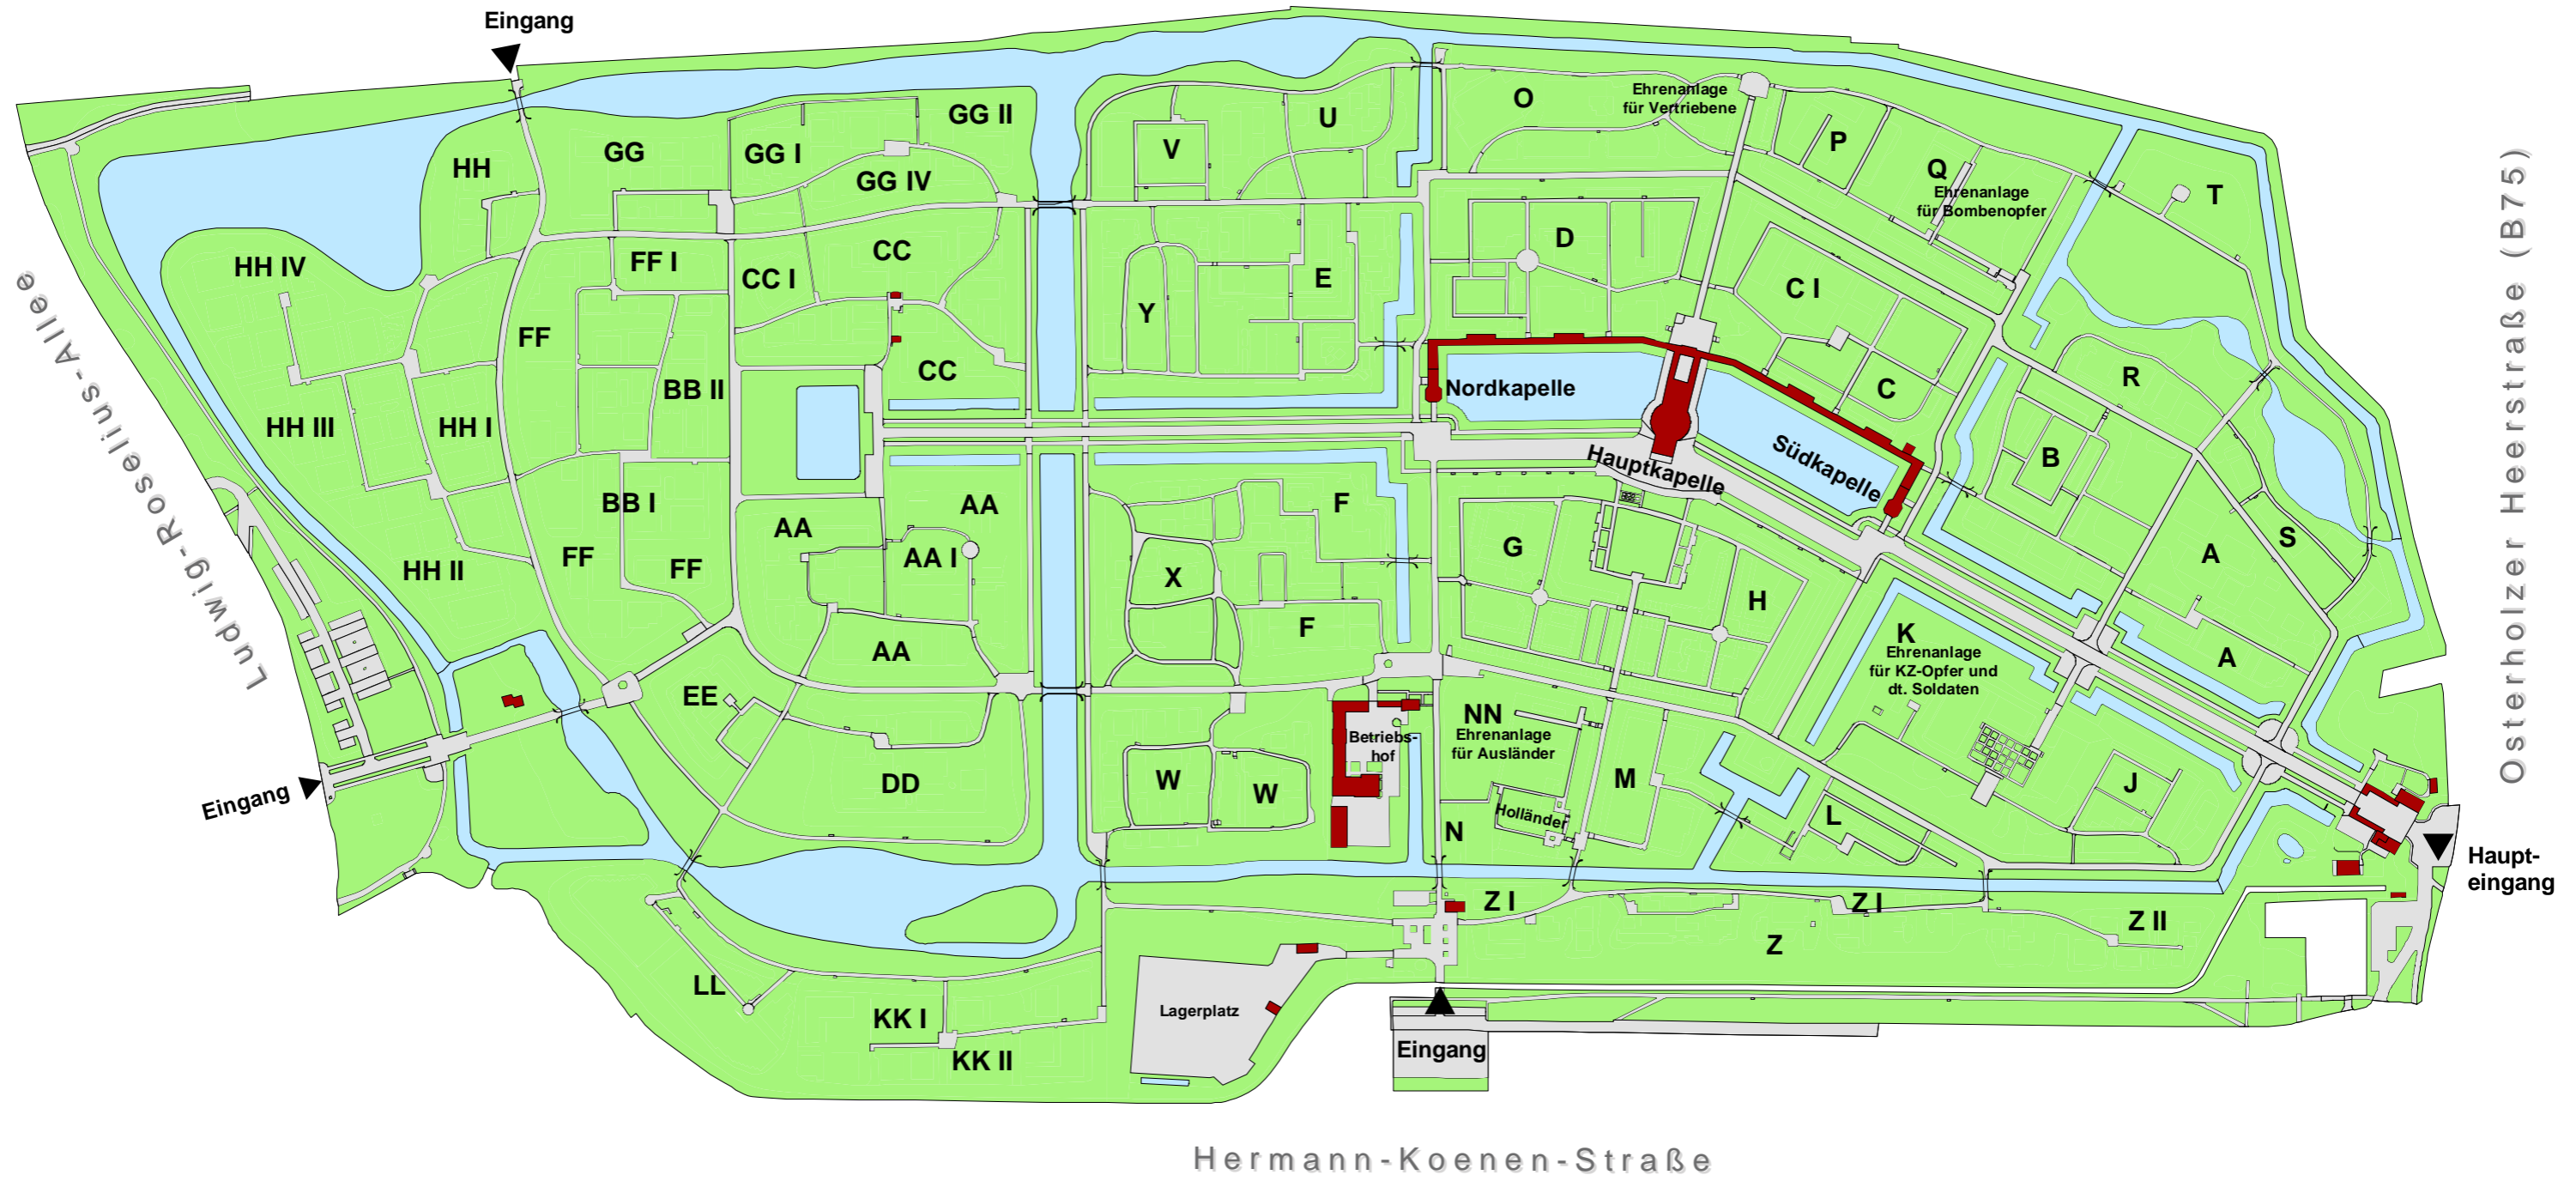 Eingang
O
Ehrenanlage
für Vertriebene
GG II
U
P
V
GG
GG I
HH
Q
GG IV
Ehrenanlage
für Bombenopfer
T
D
CC
FF I
HH IV
CC I
E
C I
Y
FF
CC
BB II
Nordkapelle
C
R
HH III
HH I
Hauptkapelle
Südkapelle
B
BB I
AA
F
AA
G
FF
FF
AA I
HH II
X
H
A
S
F
K
Ehrenanlage
für KZ-Opfer und
dt. Soldaten
AA
A
EE
NN
Ehrenanlage
für Ausländer
Betriebs-
hof
DD
W
W
M
J
Eingang
Holländer
N
L
Haupt-
eingang
Z I
Z I
Z II
Z
LL
KK I
Lagerplatz
KK II
Eingang
Ludwig-Roselius-Allee
Osterholzer Heerstraße (B75)
Hermann-Koenen-Straße